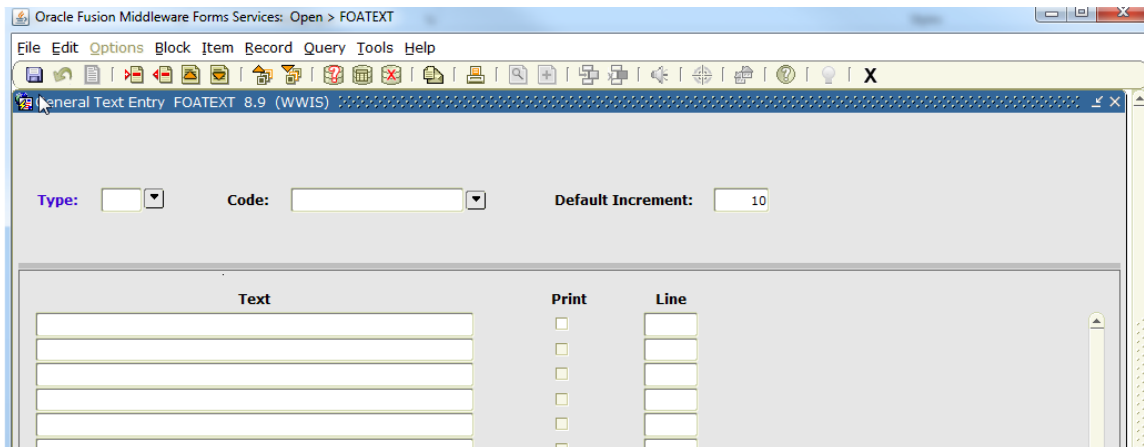 Oracle Fusion Middleware Forms Services: Open > FOATEXT
File Edit Options Block Item Record Query Tools Help
X
General Text Entry FOATEXT 8.9 (WWIS)
Type: Code: Default Increment: 10
Text Print Line